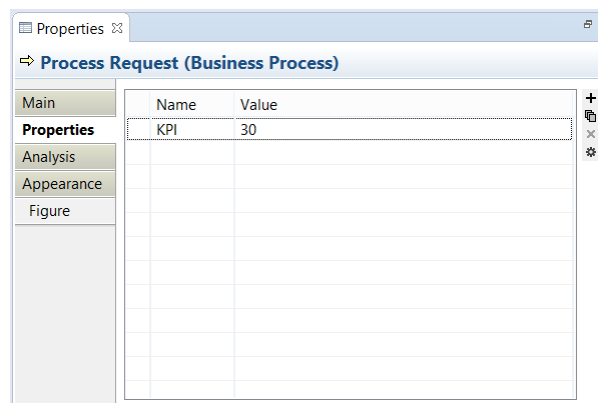 Properties
Process Request (Business Process)
Main
Properties
Analysis
Appearance
Figure
Name Value
KPI 30